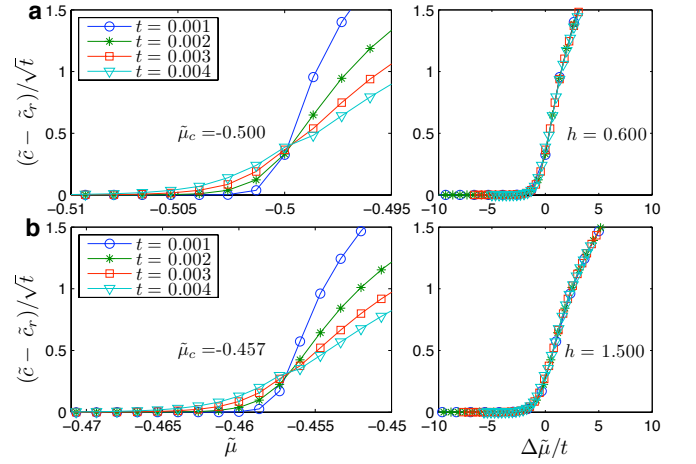 a
t = 0.001
t = 0.002
t = 0.003
t = 0.004
(c̃ − c̃_r)/√t
μ̃_c =-0.500
h = 0.600
1.5
1
0.5
0
−0.51 −0.505 −0.5 −0.495
1.5
1
0.5
0
−10 −5 0 5 10
b
t = 0.001
t = 0.002
t = 0.003
t = 0.004
(c̃ − c̃_r)/√t
μ̃_c =-0.457
h = 1.500
1.5
1
0.5
0
−0.47 −0.465 −0.46 −0.455 −0.45
1.5
1
0.5
0
−10 −5 0 5 10
μ̃
Δμ̃/t